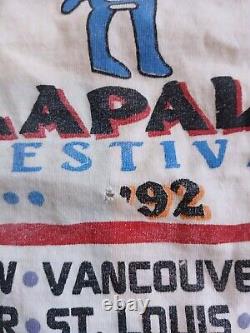 APAL
ESTIV
'92
W • VANCOUVE
R • ST. LOUIS •